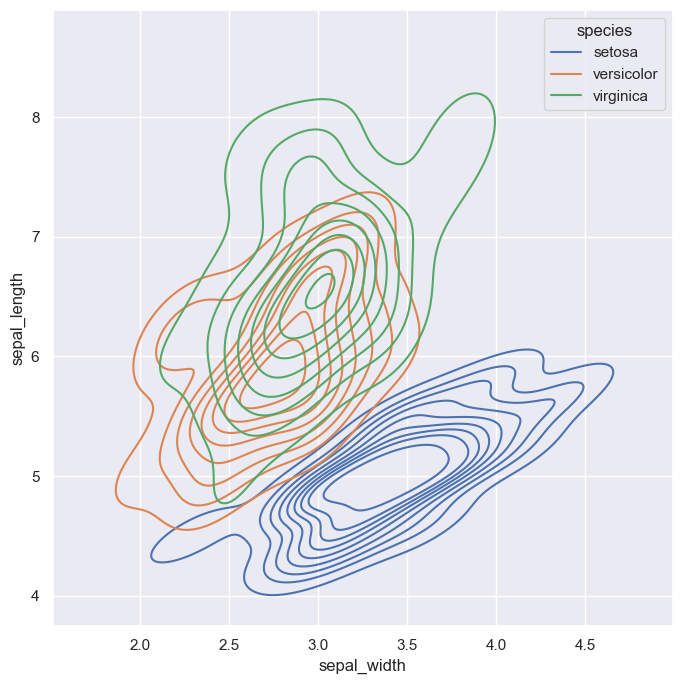 species
setosa
versicolor
virginica
8
7
6
5
4
sepal_length
2.0 2.5 3.0 3.5 4.0 4.5
sepal_width